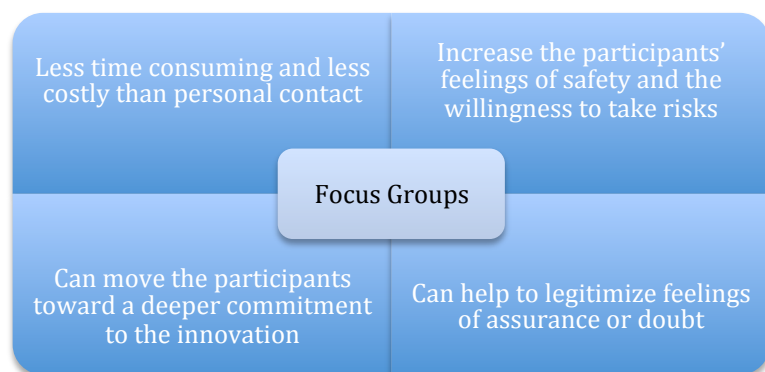 Less time consuming and less
costly than personal contact
Increase the participants’
feelings of safety and the
willingness to take risks
Focus Groups
Can move the participants
toward a deeper commitment
to the innovation
Can help to legitimize feelings
of assurance or doubt